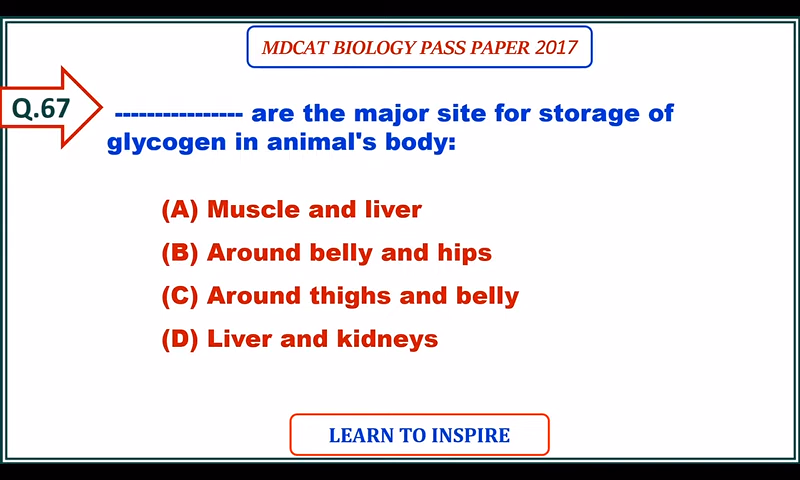 MDCAT BIOLOGY PASS PAPER 2017
Q.67
---------------- are the major site for storage of
glycogen in animal's body:
(A) Muscle and liver
(B) Around belly and hips
(C) Around thighs and belly
(D) Liver and kidneys
LEARN TO INSPIRE